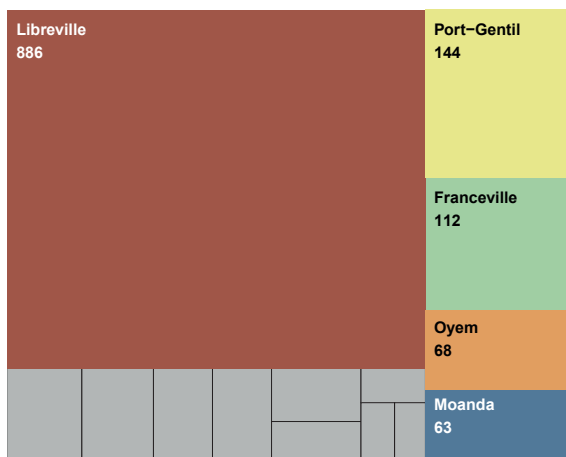 Libreville
886
Port−Gentil
144
Franceville
112
Oyem
68
Moanda
63